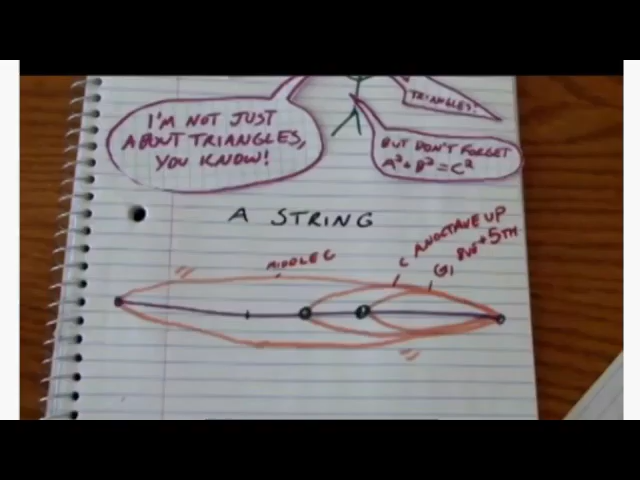 I'M NOT JUST
ABOUT TRIANGLES,
YOU KNOW!
TRIANGLES!
BUT DON'T FORGET
A² + B² = C²
A STRING
MIDDLE C
C AN OCTAVE UP
G! 8VE + 5TH